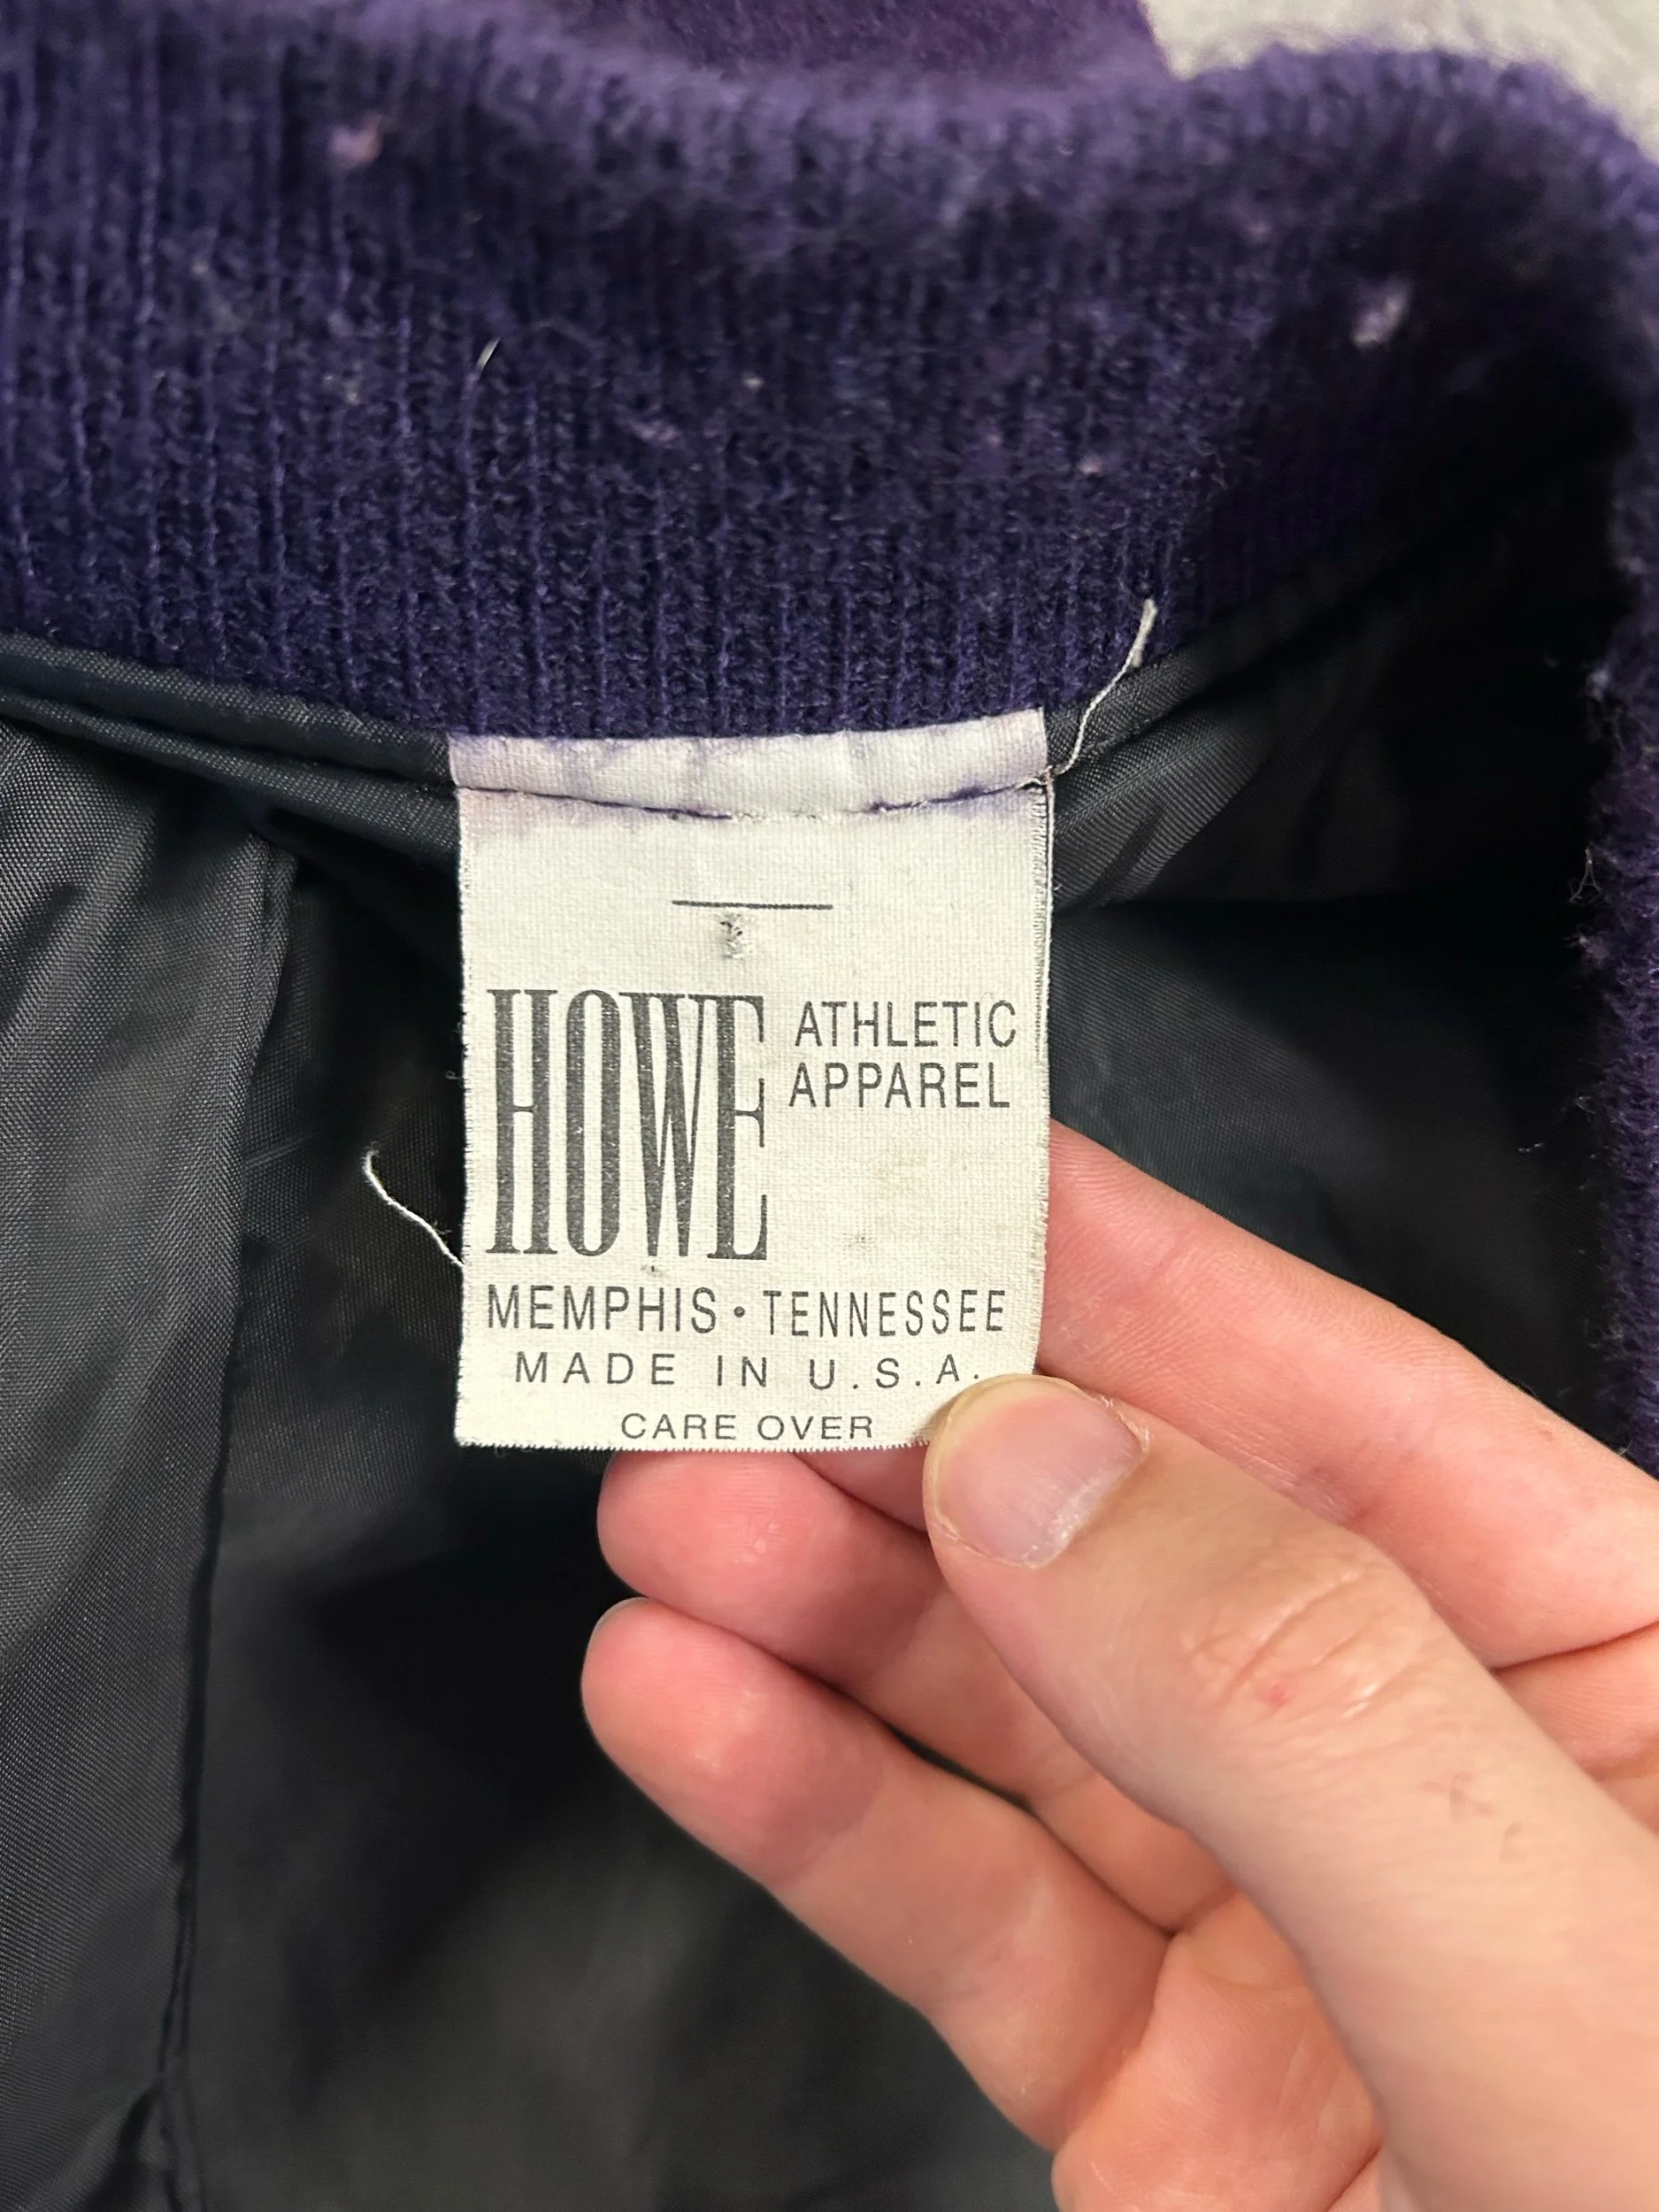 HOWE ATHLETIC
APPAREL
MEMPHIS • TENNESSEE
MADE IN U.S.A.
CARE OVER